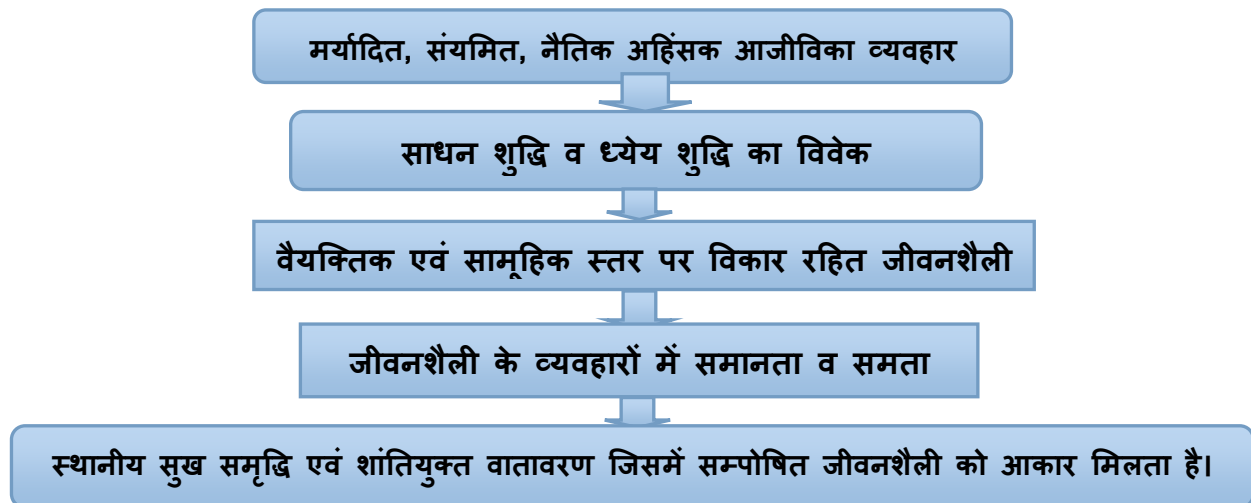 मर्यादित, संयमित, नैतिक अहिंसक आजीविका व्यवहार
साधन शुद्धि व ध्येय शुद्धि का विवेक
वैयक्तिक एवं सामूहिक स्तर पर विकार रहित जीवनशैली
जीवनशैली के व्यवहारों में समानता व समता
स्थानीय सुख समृद्धि एवं शांतियुक्त वातावरण जिसमें सम्पोषित जीवनशैली को आकार मिलता है।